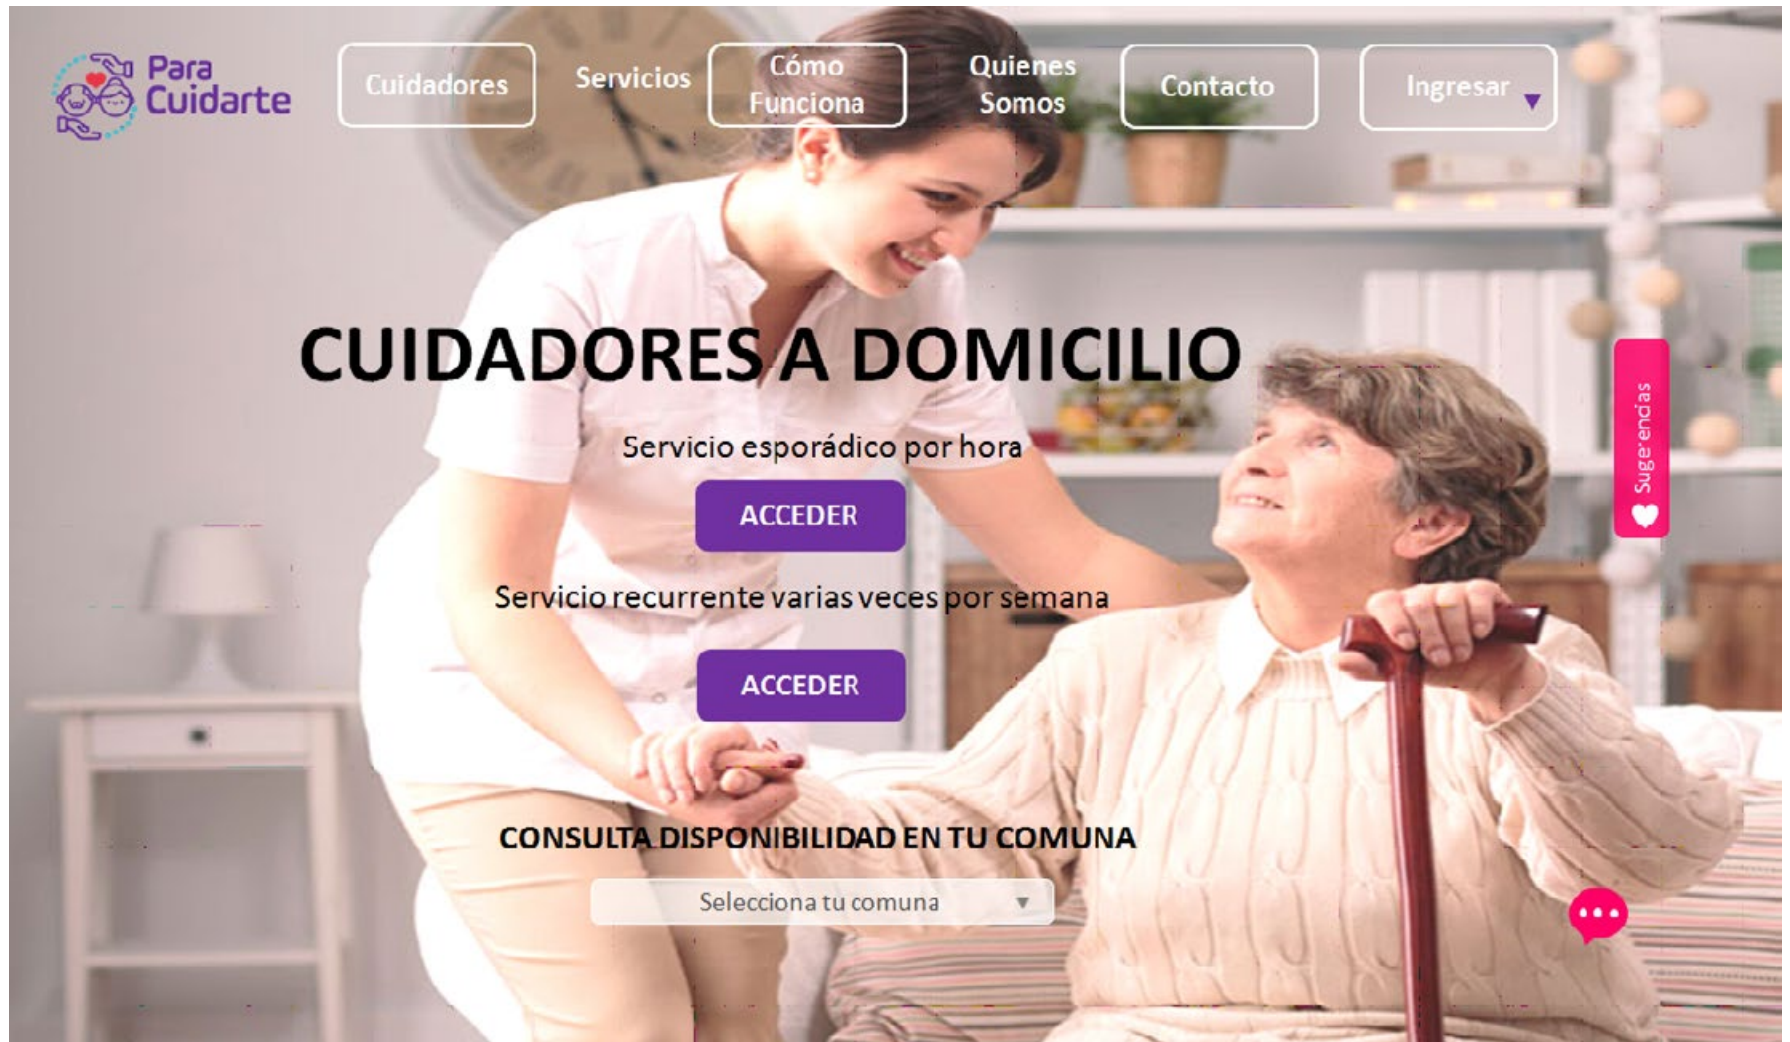 Para
Cuidarte
Cuidadores
Servicios
Cómo
Funciona
Quienes
Somos
Contacto
Ingresar
CUIDADORES A DOMICILIO
Servicio esporádico por hora
ACCEDER
Servicio recurrente varias veces por semana
ACCEDER
CONSULTA DISPONIBILIDAD EN TU COMUNA
Selecciona tu comuna
Sugerencias